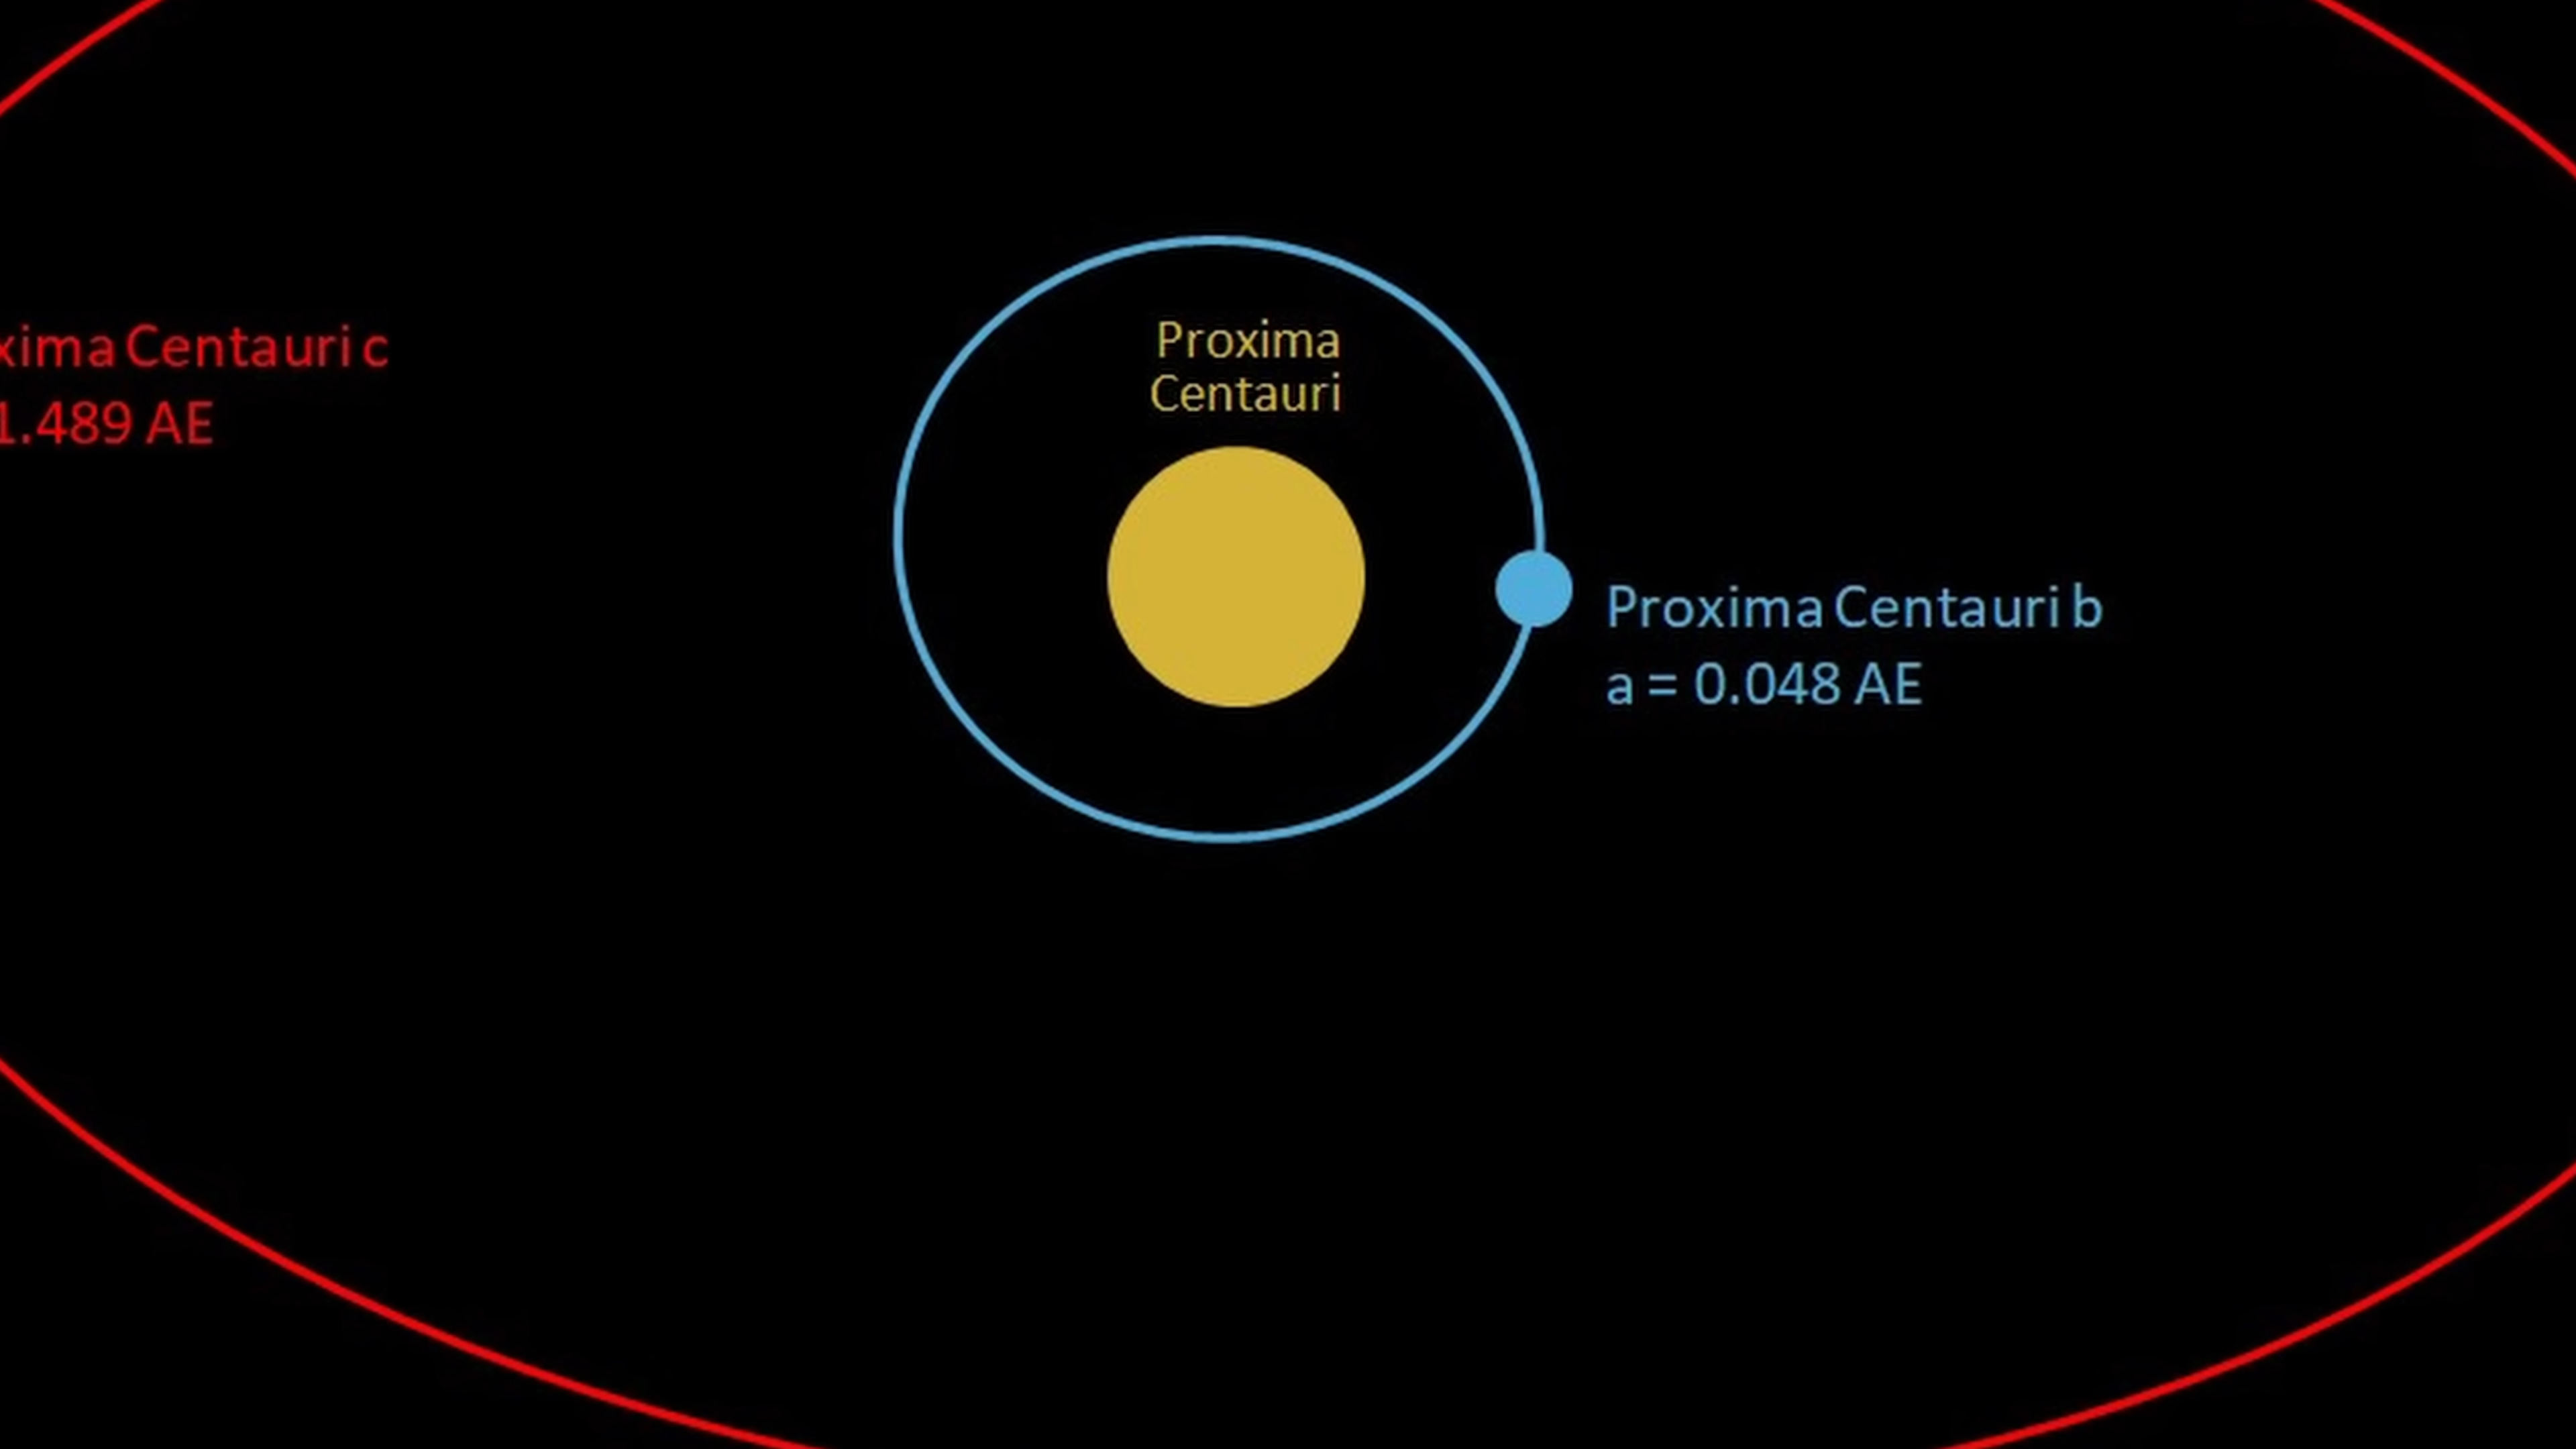 Proxima
Centauri
xima Centauri c
1.489 AE
Proxima Centauri b
a = 0.048 AE